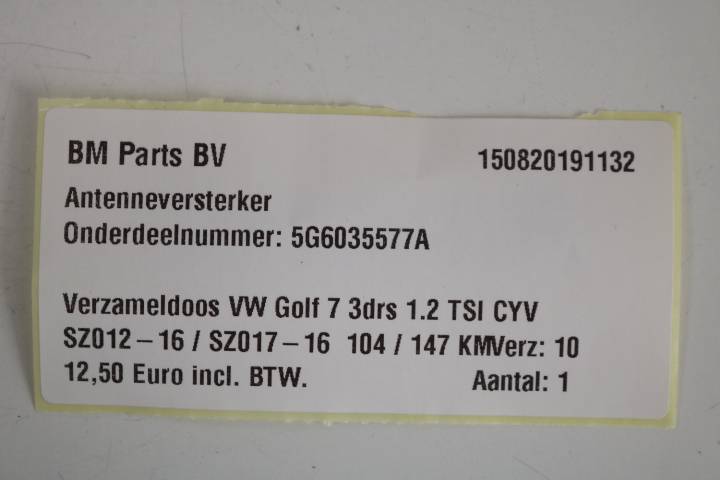 BM Parts BV 150820191132
Antenneversterker
Onderdeelnummer: 5G6035577A
Verzameldoos VW Golf 7 3drs 1.2 TSI CYV
SZ012 – 16 / SZ017 – 16 104 / 147 KMVerz: 10
12,50 Euro incl. BTW. Aantal: 1